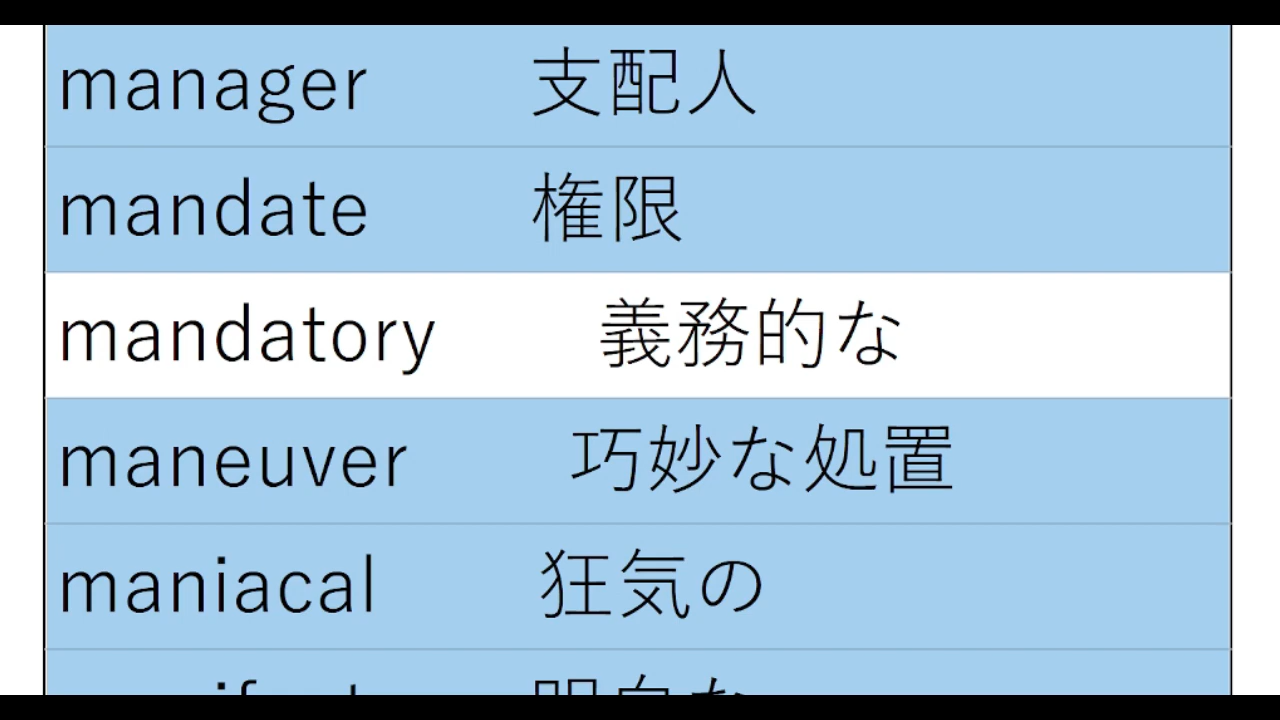 manager 支配人
mandate 権限
mandatory 義務的な
maneuver 巧妙な処置
maniacal 狂気の